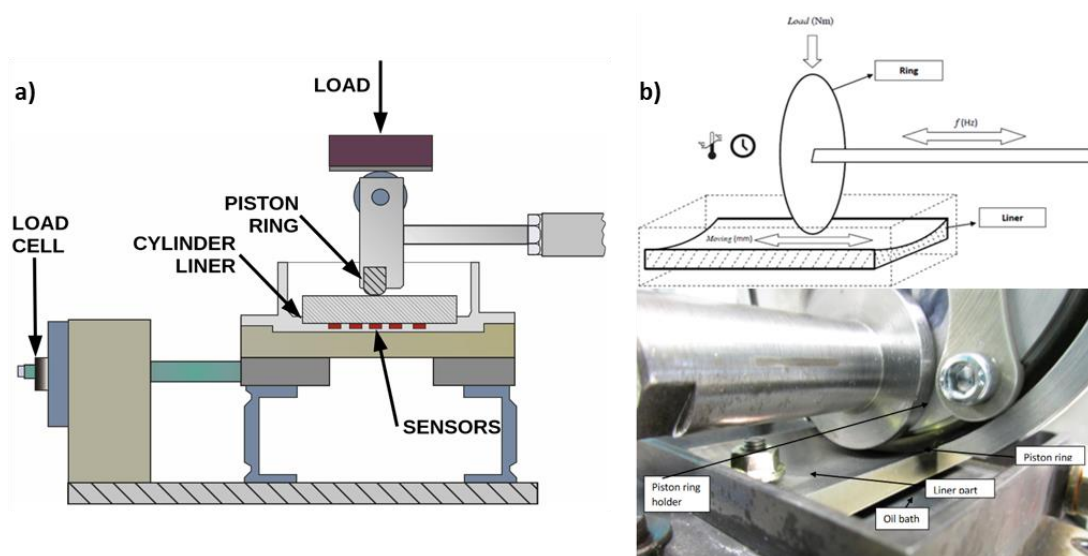 a)
LOAD
PISTON
RING
LOAD
CELL
CYLINDER
LINER
SENSORS
b)
Load (Nm)
Ring
f (Hz)
Liner
Moving (mm)
Piston ring
Piston ring
holder
Liner part
Oil bath